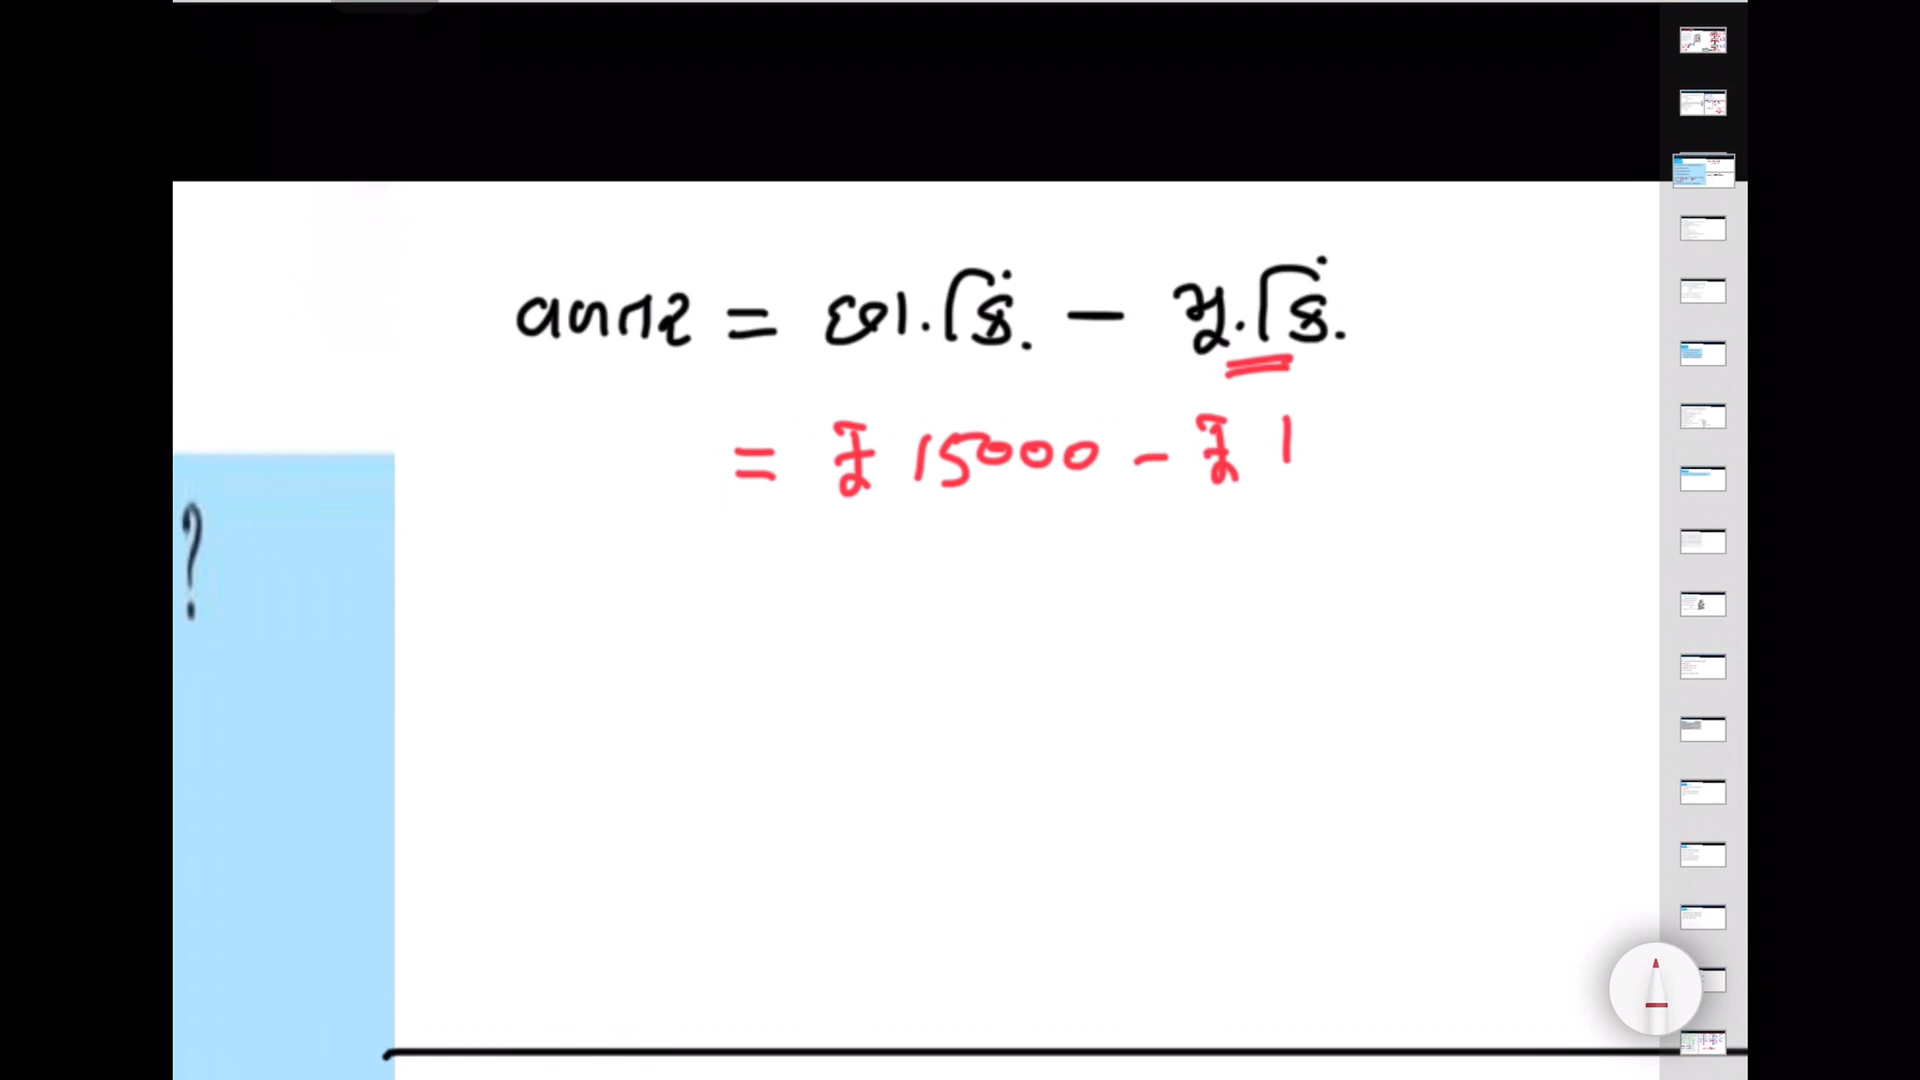 વળતર = છા.કિં. - મૂ.કિં.
= ₹ 15000 - ₹ 1
?